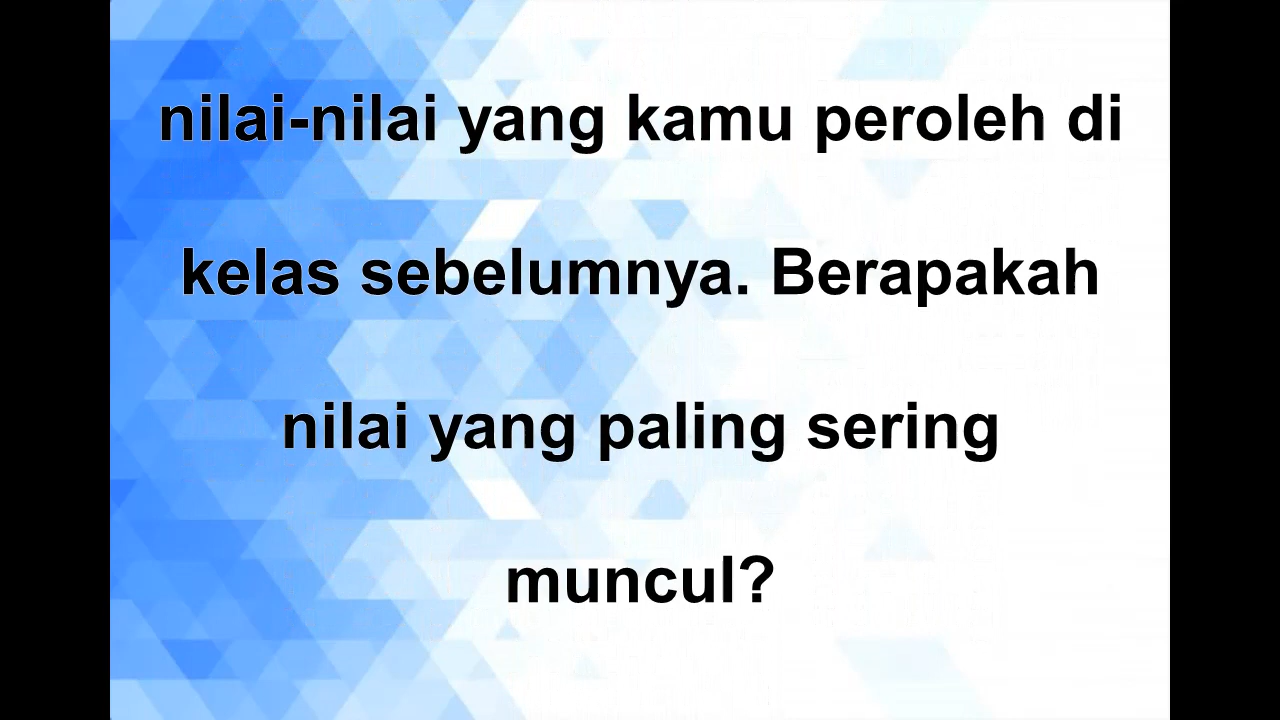 nilai-nilai yang kamu peroleh di
kelas sebelumnya. Berapakah
nilai yang paling sering
muncul?